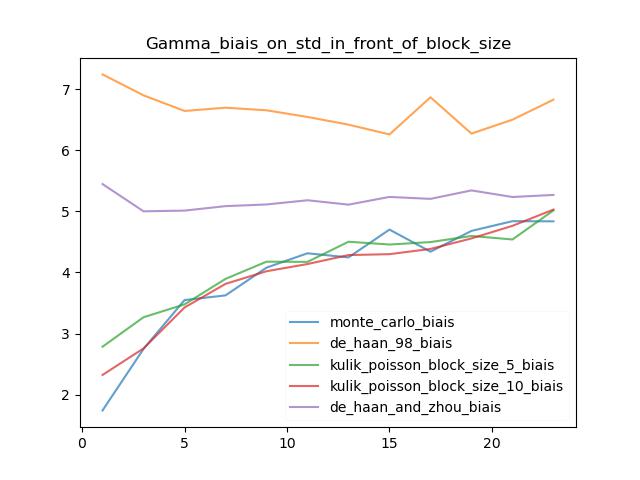 Gamma_biais_on_std_in_front_of_block_size
7
6
5
4
3
2
monte_carlo_biais
de_haan_98_biais
kulik_poisson_block_size_5_biais
kulik_poisson_block_size_10_biais
de_haan_and_zhou_biais
0 5 10 15 20